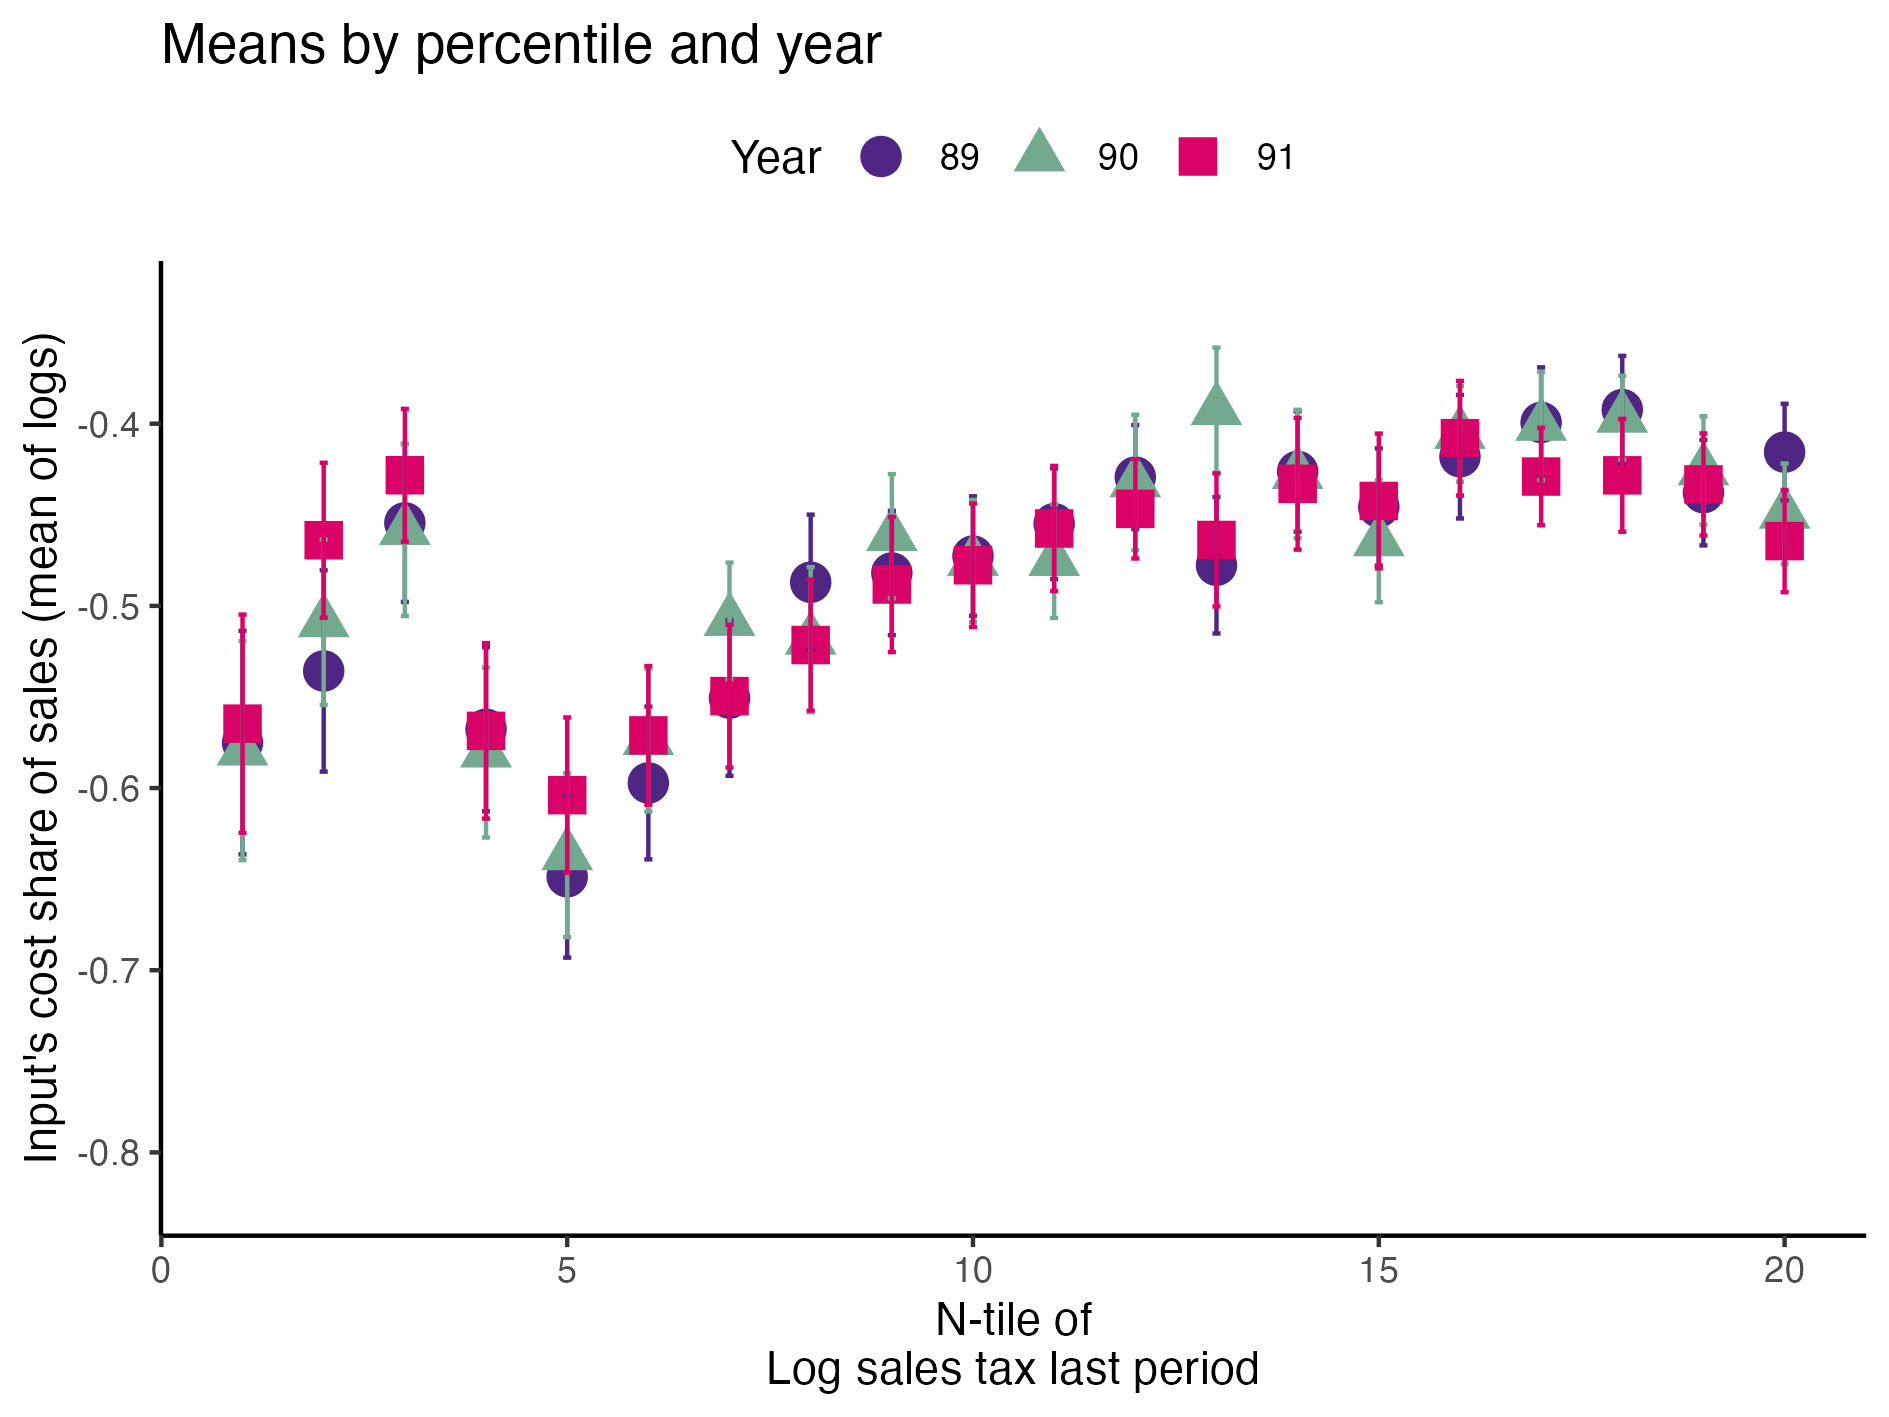 Means by percentile and year
Year 89 90 91
Input's cost share of sales (mean of logs)
-0.4
-0.5
-0.6
-0.7
-0.8
0 5 10 15 20
N-tile of
Log sales tax last period